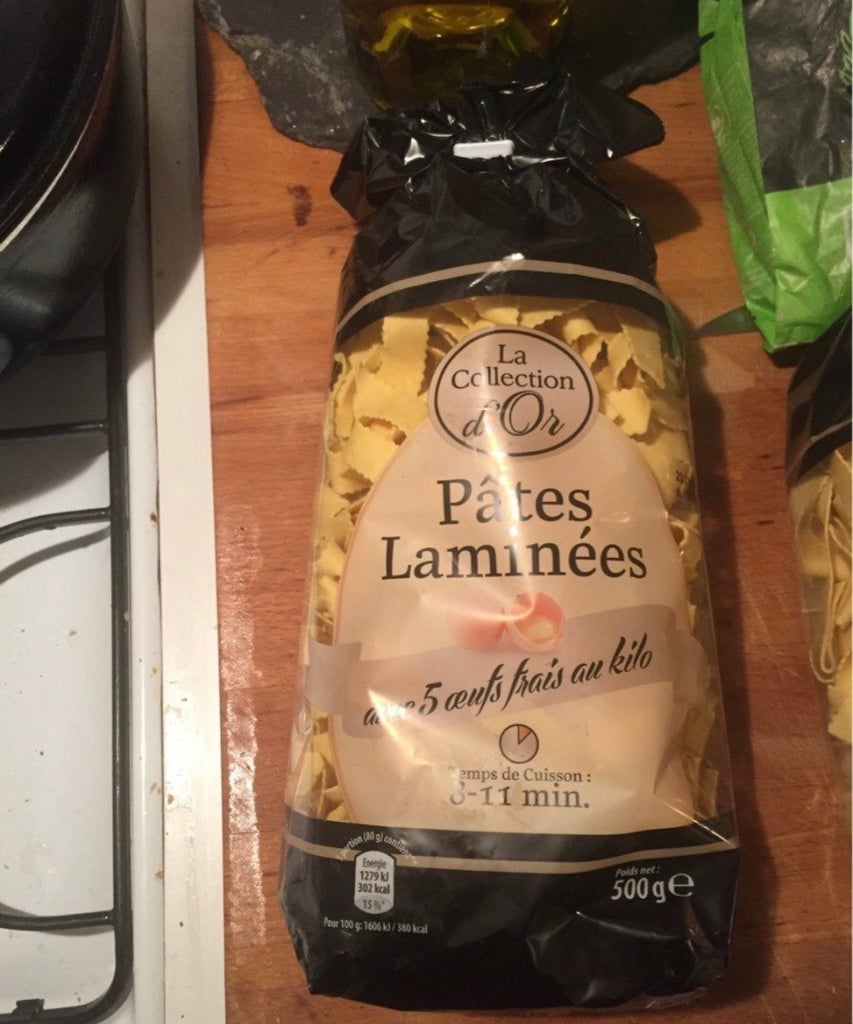 La
Collection
d'Or
Pâtes
Laminées
avec 5 œufs frais au kilo
Temps de Cuisson :
8-11 min.
portion (80 g) contient
Energie
1279 kJ
302 kcal
15 %*
Pour 100 g: 1606 kJ / 380 kcal
Poids net :
500 g e